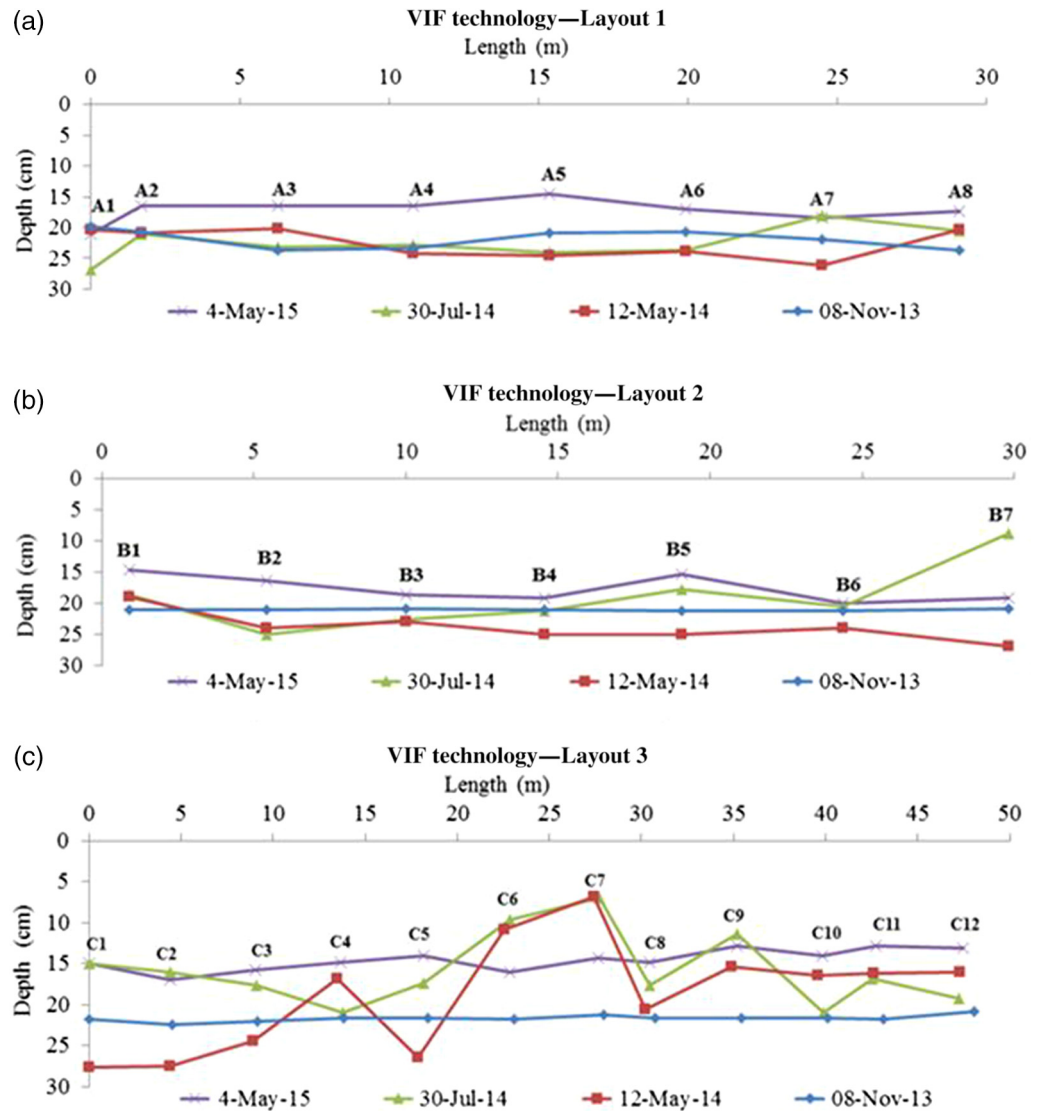 (a)
VIF technology—Layout 1
Length (m)
0 5 10 15 20 25 30
Depth (cm)
0
5
10
15
20
25
30
A1 A2 A3 A4 A5 A6 A7 A8
4-May-15 30-Jul-14 12-May-14 08-Nov-13
(b)
VIF technology—Layout 2
Length (m)
0 5 10 15 20 25 30
Depth (cm)
0
5
10
15
20
25
30
B1 B2 B3 B4 B5 B6 B7
4-May-15 30-Jul-14 12-May-14 08-Nov-13
(c)
VIF technology—Layout 3
Length (m)
0 5 10 15 20 25 30 35 40 45 50
Depth (cm)
0
5
10
15
20
25
30
C1 C2 C3 C4 C5 C6 C7 C8 C9 C10 C11 C12
4-May-15 30-Jul-14 12-May-14 08-Nov-13